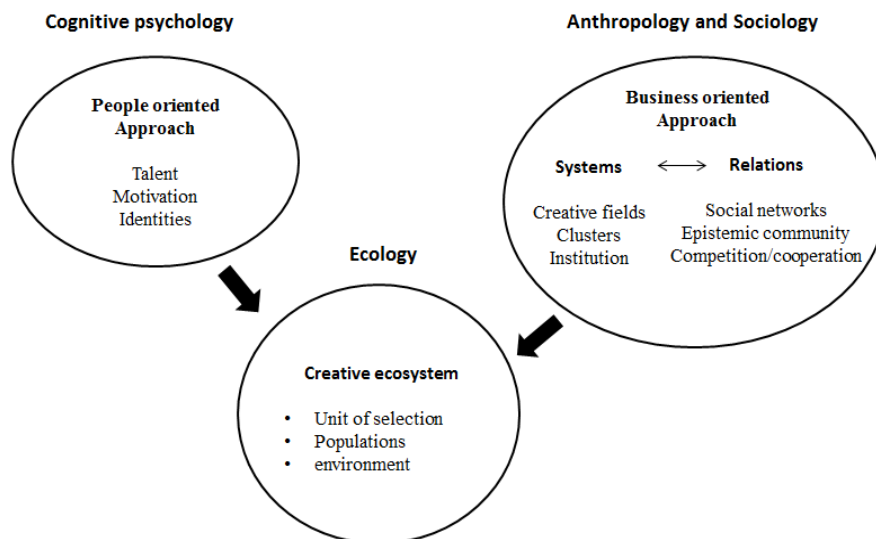 Cognitive psychology
People oriented
Approach
Talent
Motivation
Identities
Anthropology and Sociology
Business oriented
Approach
Systems
Relations
Creative fields
Clusters
Institution
Social networks
Epistemic community
Competition/cooperation
Ecology
Creative ecosystem
• Unit of selection
• Populations
• environment